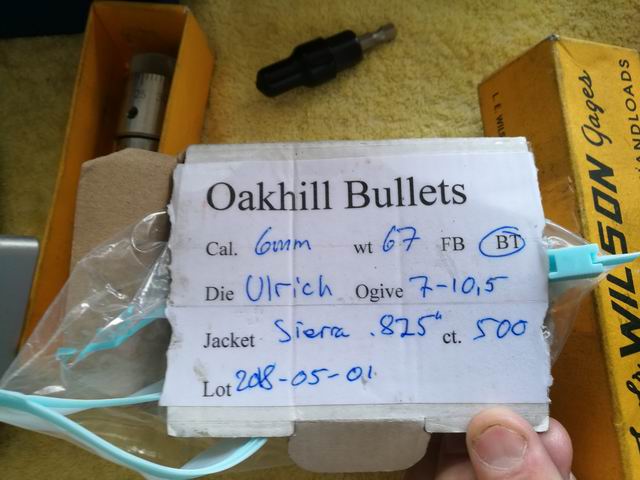 Oakhill Bullets
Cal. 6mm wt 67 FB BT
Die Ulrich Ogive 7-10,5
Jacket Sierra .825" ct. 500
Lot 208-05-01
WILSON Gages
HANDLOADS